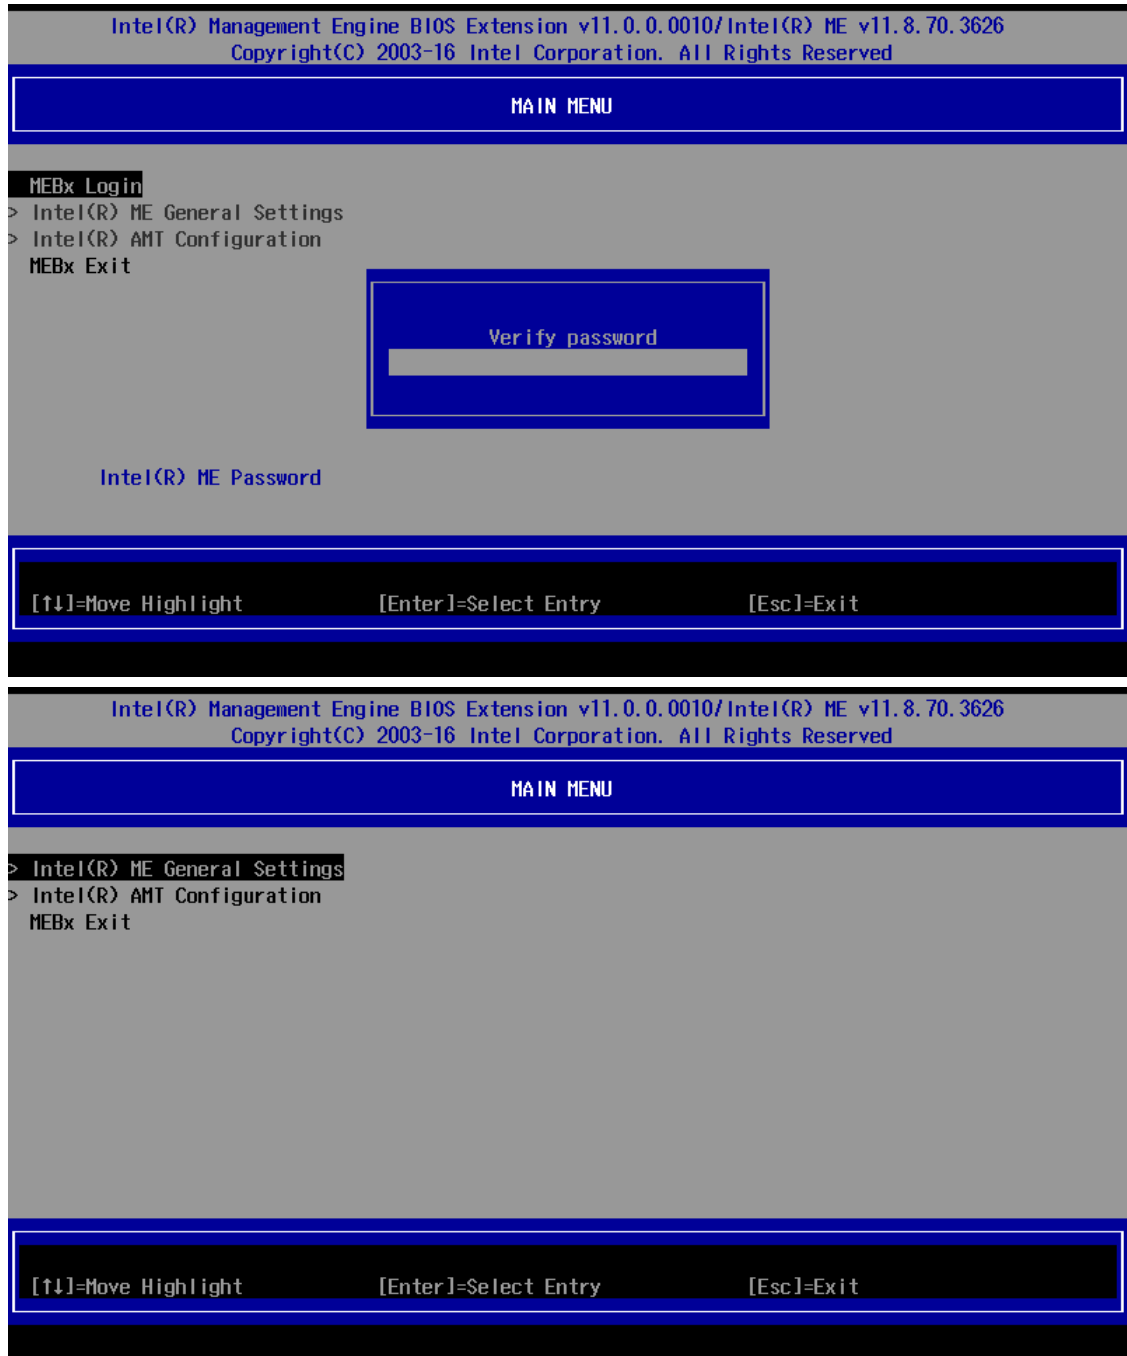 Intel(R) Management Engine BIOS Extension v11.0.0.0010/Intel(R) ME v11.8.70.3626
Copyright(C) 2003-16 Intel Corporation. All Rights Reserved
MAIN MENU
MEBx Login
> Intel(R) ME General Settings
> Intel(R) AMT Configuration
MEBx Exit
Verify password
Intel(R) ME Password
[↑↓]=Move Highlight [Enter]=Select Entry [Esc]=Exit
Intel(R) Management Engine BIOS Extension v11.0.0.0010/Intel(R) ME v11.8.70.3626
Copyright(C) 2003-16 Intel Corporation. All Rights Reserved
MAIN MENU
> Intel(R) ME General Settings
> Intel(R) AMT Configuration
MEBx Exit
[↑↓]=Move Highlight [Enter]=Select Entry [Esc]=Exit